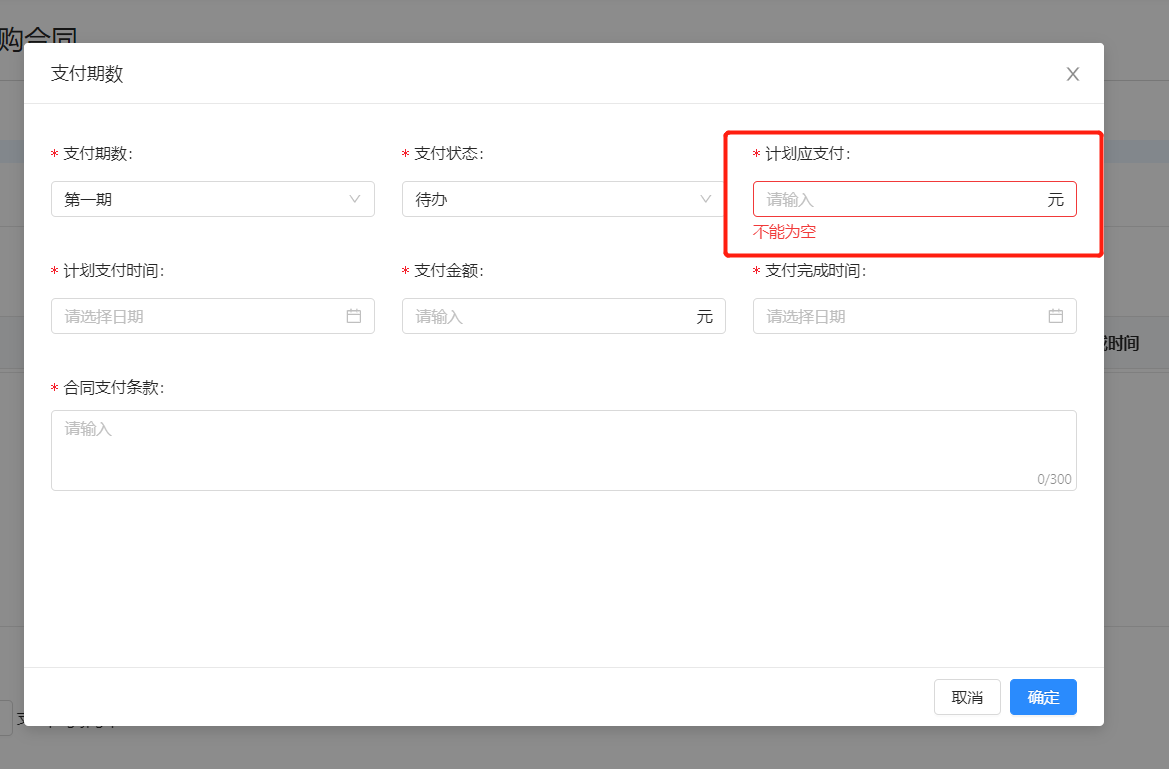 购合同
支付期数
* 支付期数:
* 支付状态:
* 计划应支付:
第一期
待办
请输入 元
不能为空
* 计划支付时间:
* 支付金额:
* 支付完成时间:
请选择日期
请输入 元
请选择日期
时间
* 合同支付条款:
请输入
0/300
取消 确定